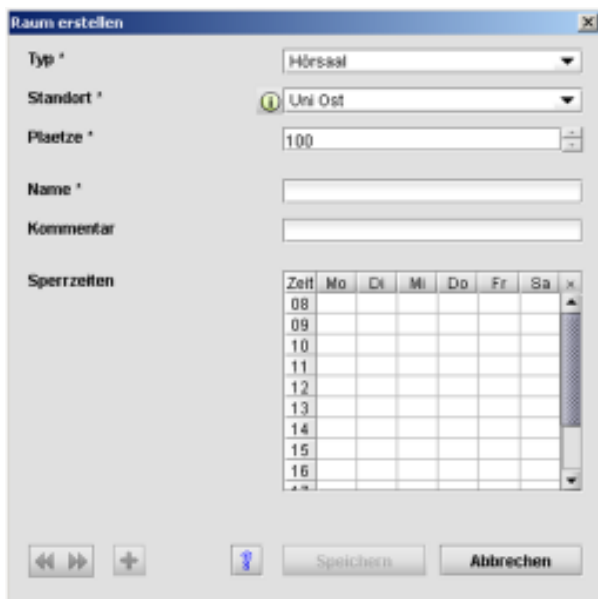 Raum erstellen
Typ * Hörsaal
Standort * Uni Ost
Plaetze * 100
Name *
Kommentar
Sperrzeiten Zeit Mo Di Mi Do Fr Sa x
08
09
10
11
12
13
14
15
16
17
Speichern Abbrechen